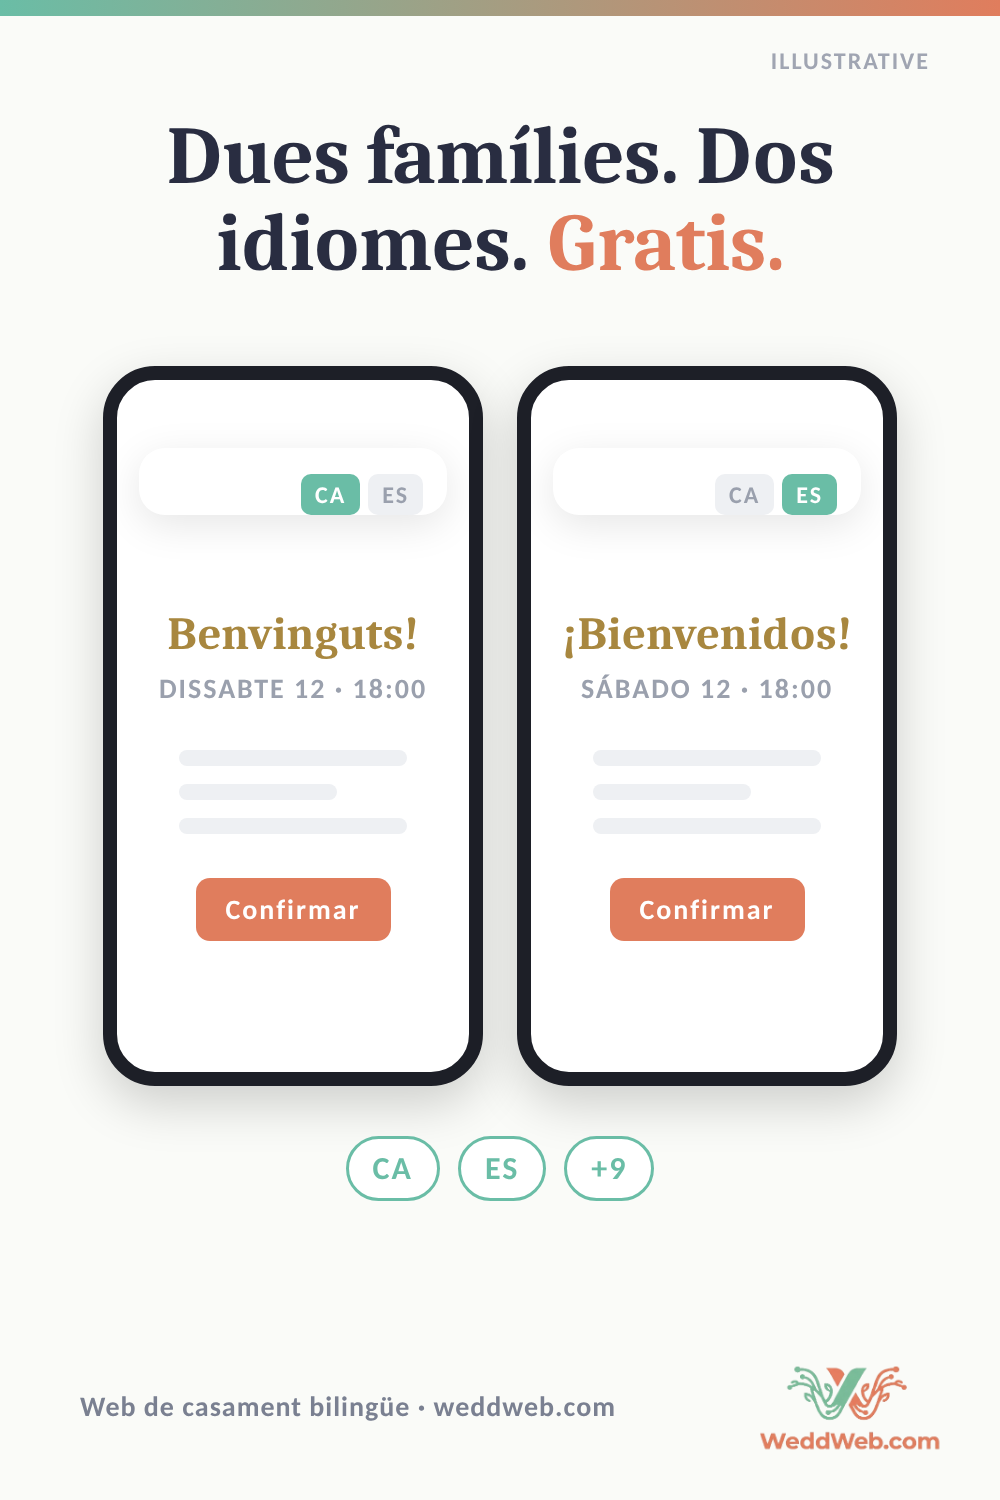 ILLUSTRATIVE
Dues famílies. Dos
idiomes. Gratis.
CA ES
Benvinguts!
DISSABTE 12 · 18:00
Confirmar
CA ES
¡Bienvenidos!
SÁBADO 12 · 18:00
Confirmar
CA ES +9
Web de casament bilingüe · weddweb.com
WeddWeb.com